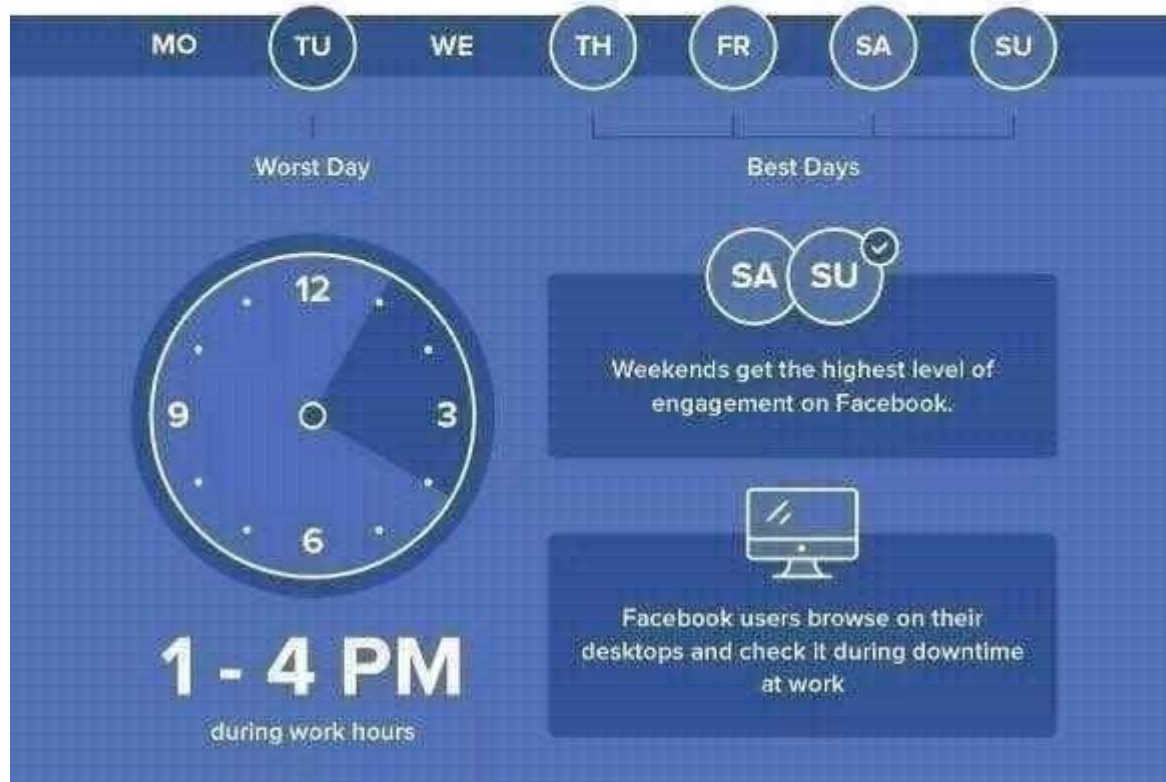 MO TU WE TH FR SA SU
Worst Day
Best Days
12
9
3
6
1 - 4 PM
during work hours
SA SU
Weekends get the highest level of
engagement on Facebook.
Facebook users browse on their
desktops and check it during downtime
at work